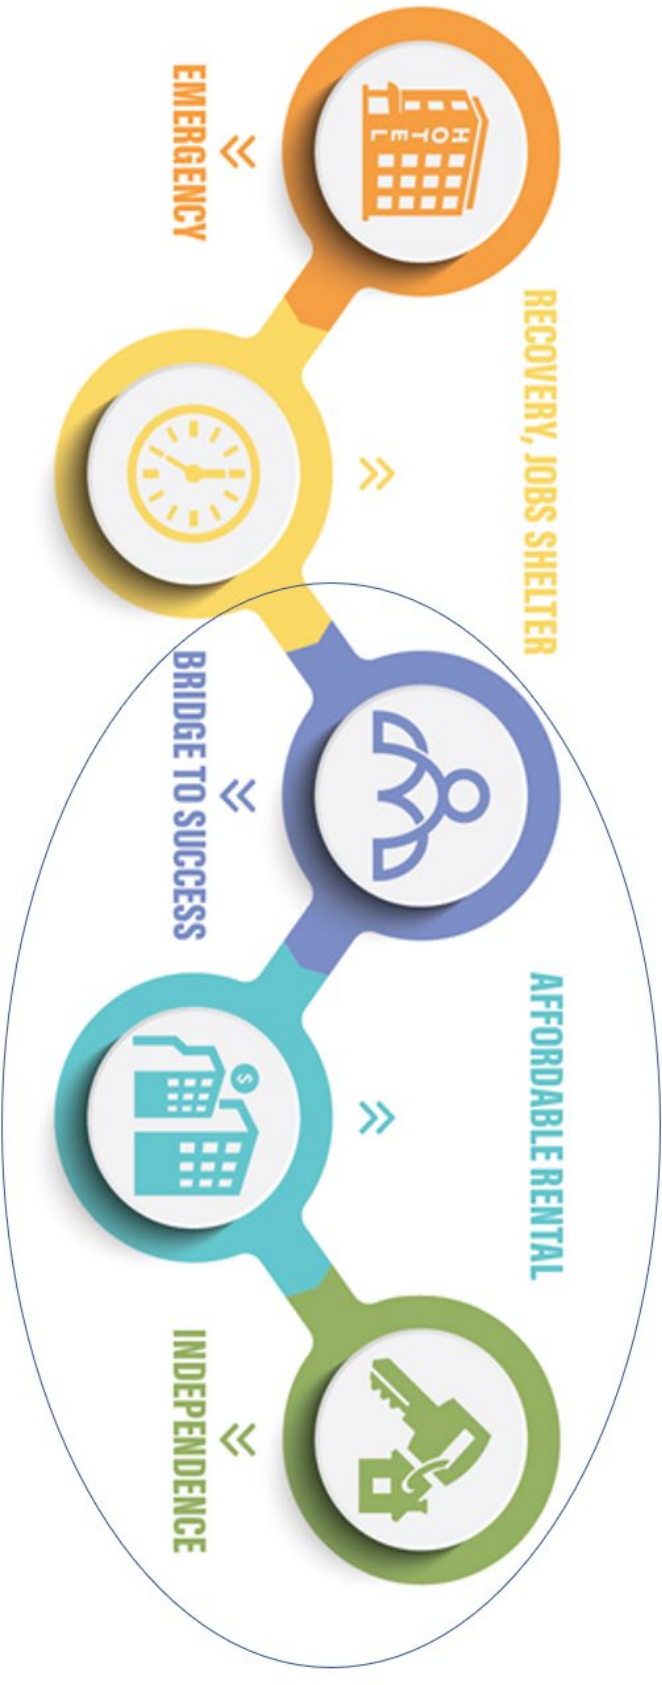 EMERGENCY
HOTEL
RECOVERY, JOBS SHELTER
BRIDGE TO SUCCESS
AFFORDABLE RENTAL
$
INDEPENDENCE